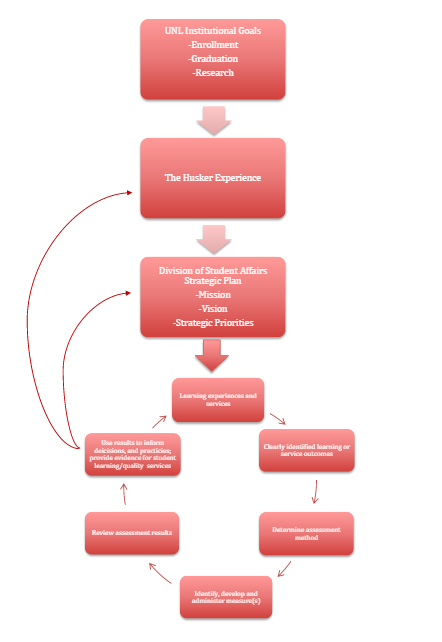 UNL Institutional Goals
-Enrollment
-Graduation
-Research
The Husker Experience
Division of Student Affairs
Strategic Plan
-Mission
-Vision
-Strategic Priorities
Learning experiences and
services
Clearly identified learning or
service outcomes
Determine assessment
method
Identify, develop and
administer measure(s)
Review assessment results
Use results to inform
deicisions, and practices;
provide evidence for student
learning/quality services